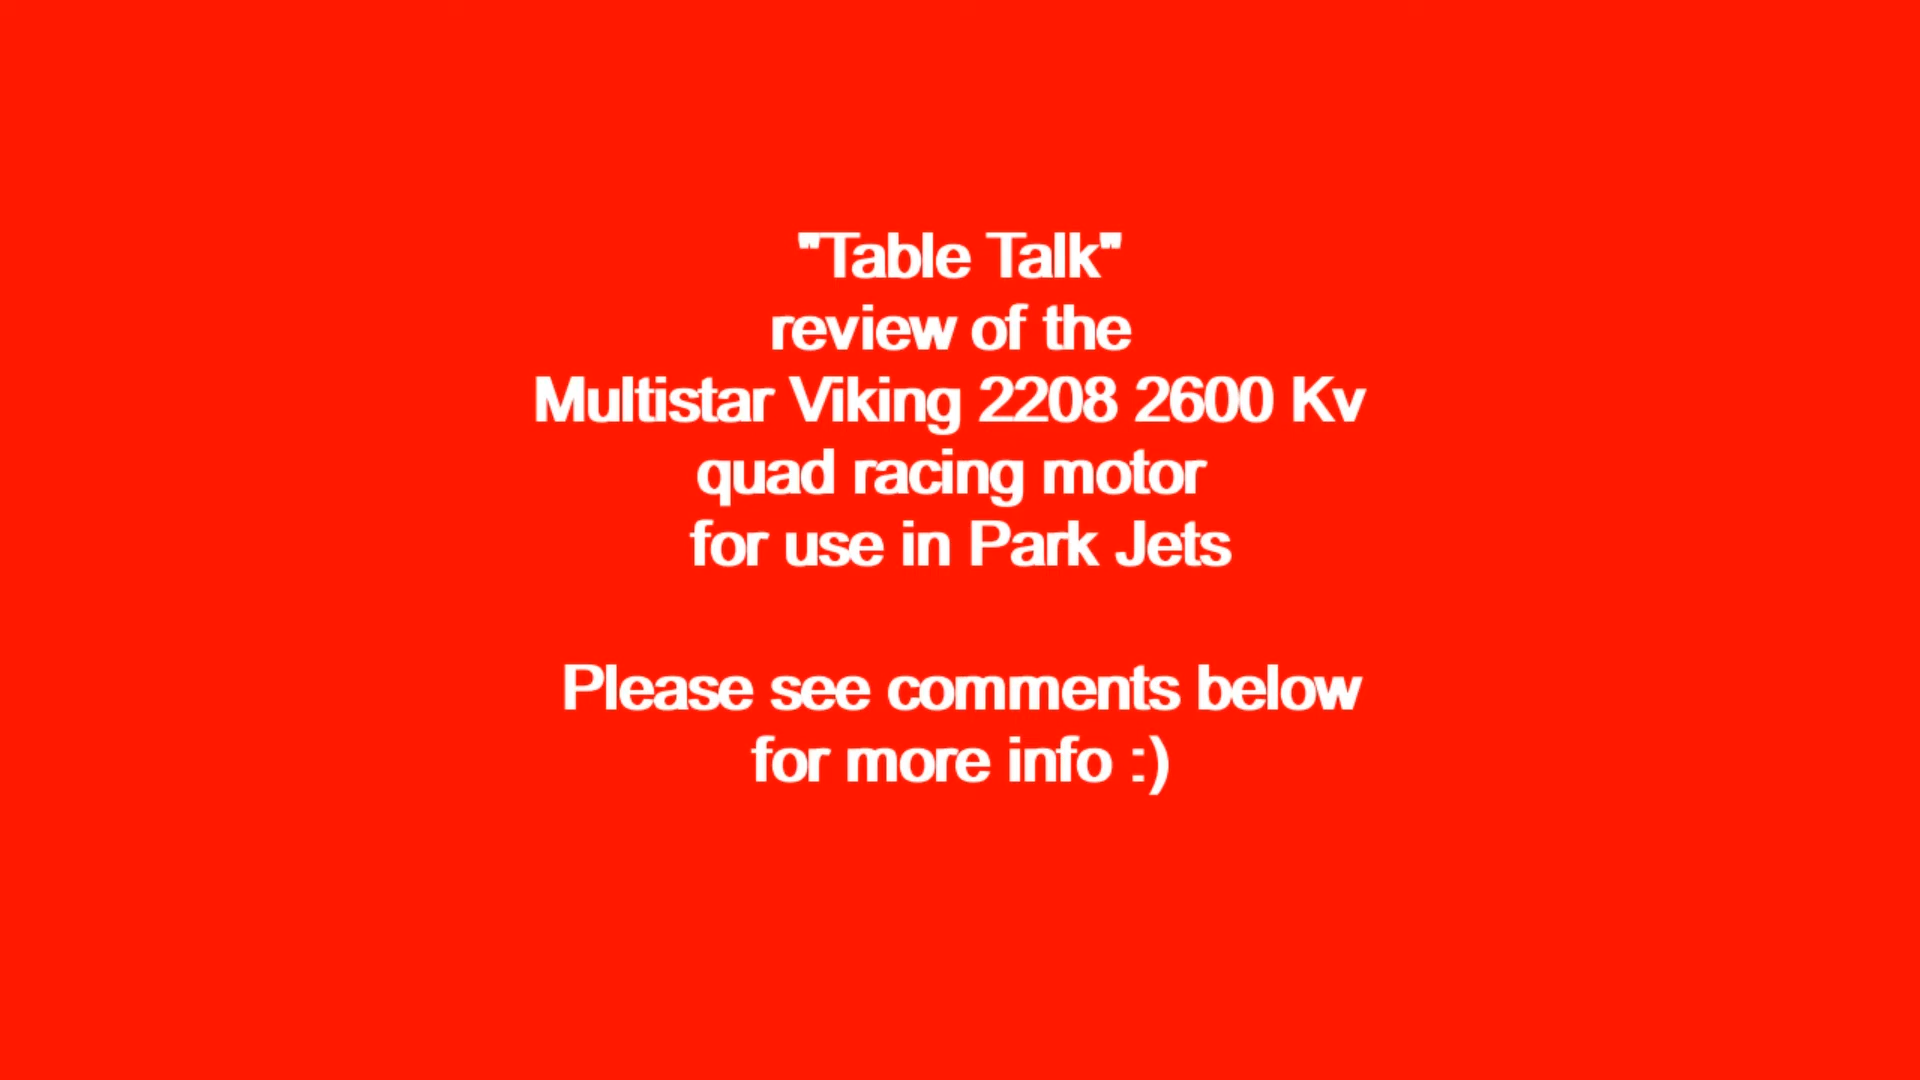 "Table Talk"
review of the
Multistar Viking 2208 2600 Kv
quad racing motor
for use in Park Jets
Please see comments below
for more info :)